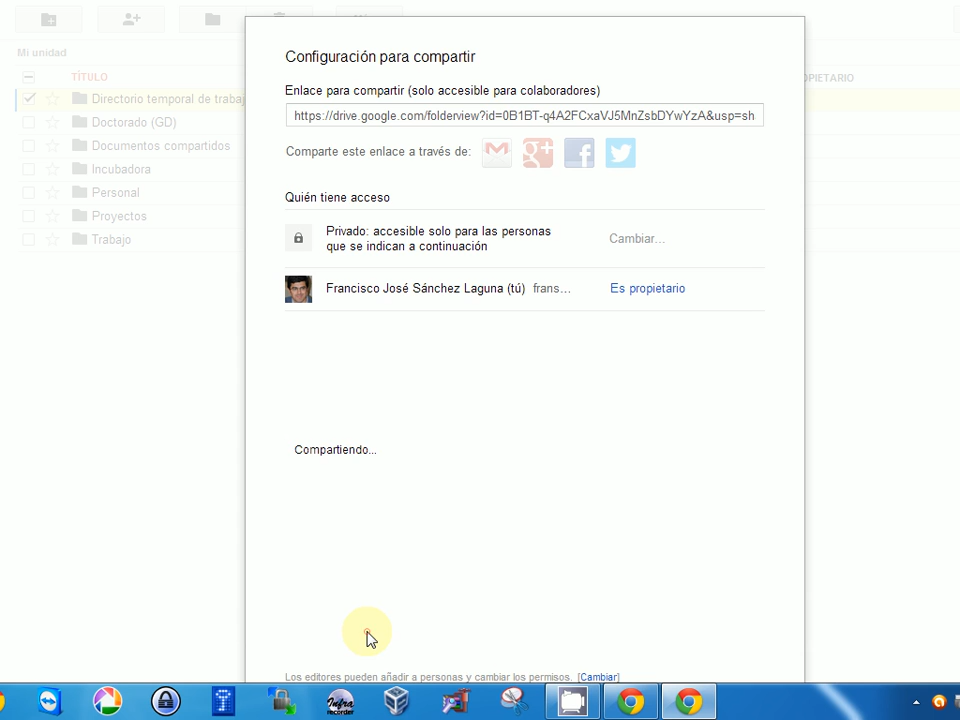 Mi unidad
TÍTULO
OPIETARIO
Directorio temporal de trabaj
Doctorado (GD)
Documentos compartidos
Incubadora
Personal
Proyectos
Trabajo
Configuración para compartir
Enlace para compartir (solo accesible para colaboradores)
https://drive.google.com/folderview?id=0B1BT-q4A2FCxaVJ5MnZsbDYwYzA&usp=sh
Comparte este enlace a través de:
Quién tiene acceso
Privado: accesible solo para las personas
que se indican a continuación
Cambiar...
Francisco José Sánchez Laguna (tú) frans... Es propietario
Compartiendo...
Los editores pueden añadir a personas y cambiar los permisos. [Cambiar]
Infra
recorder